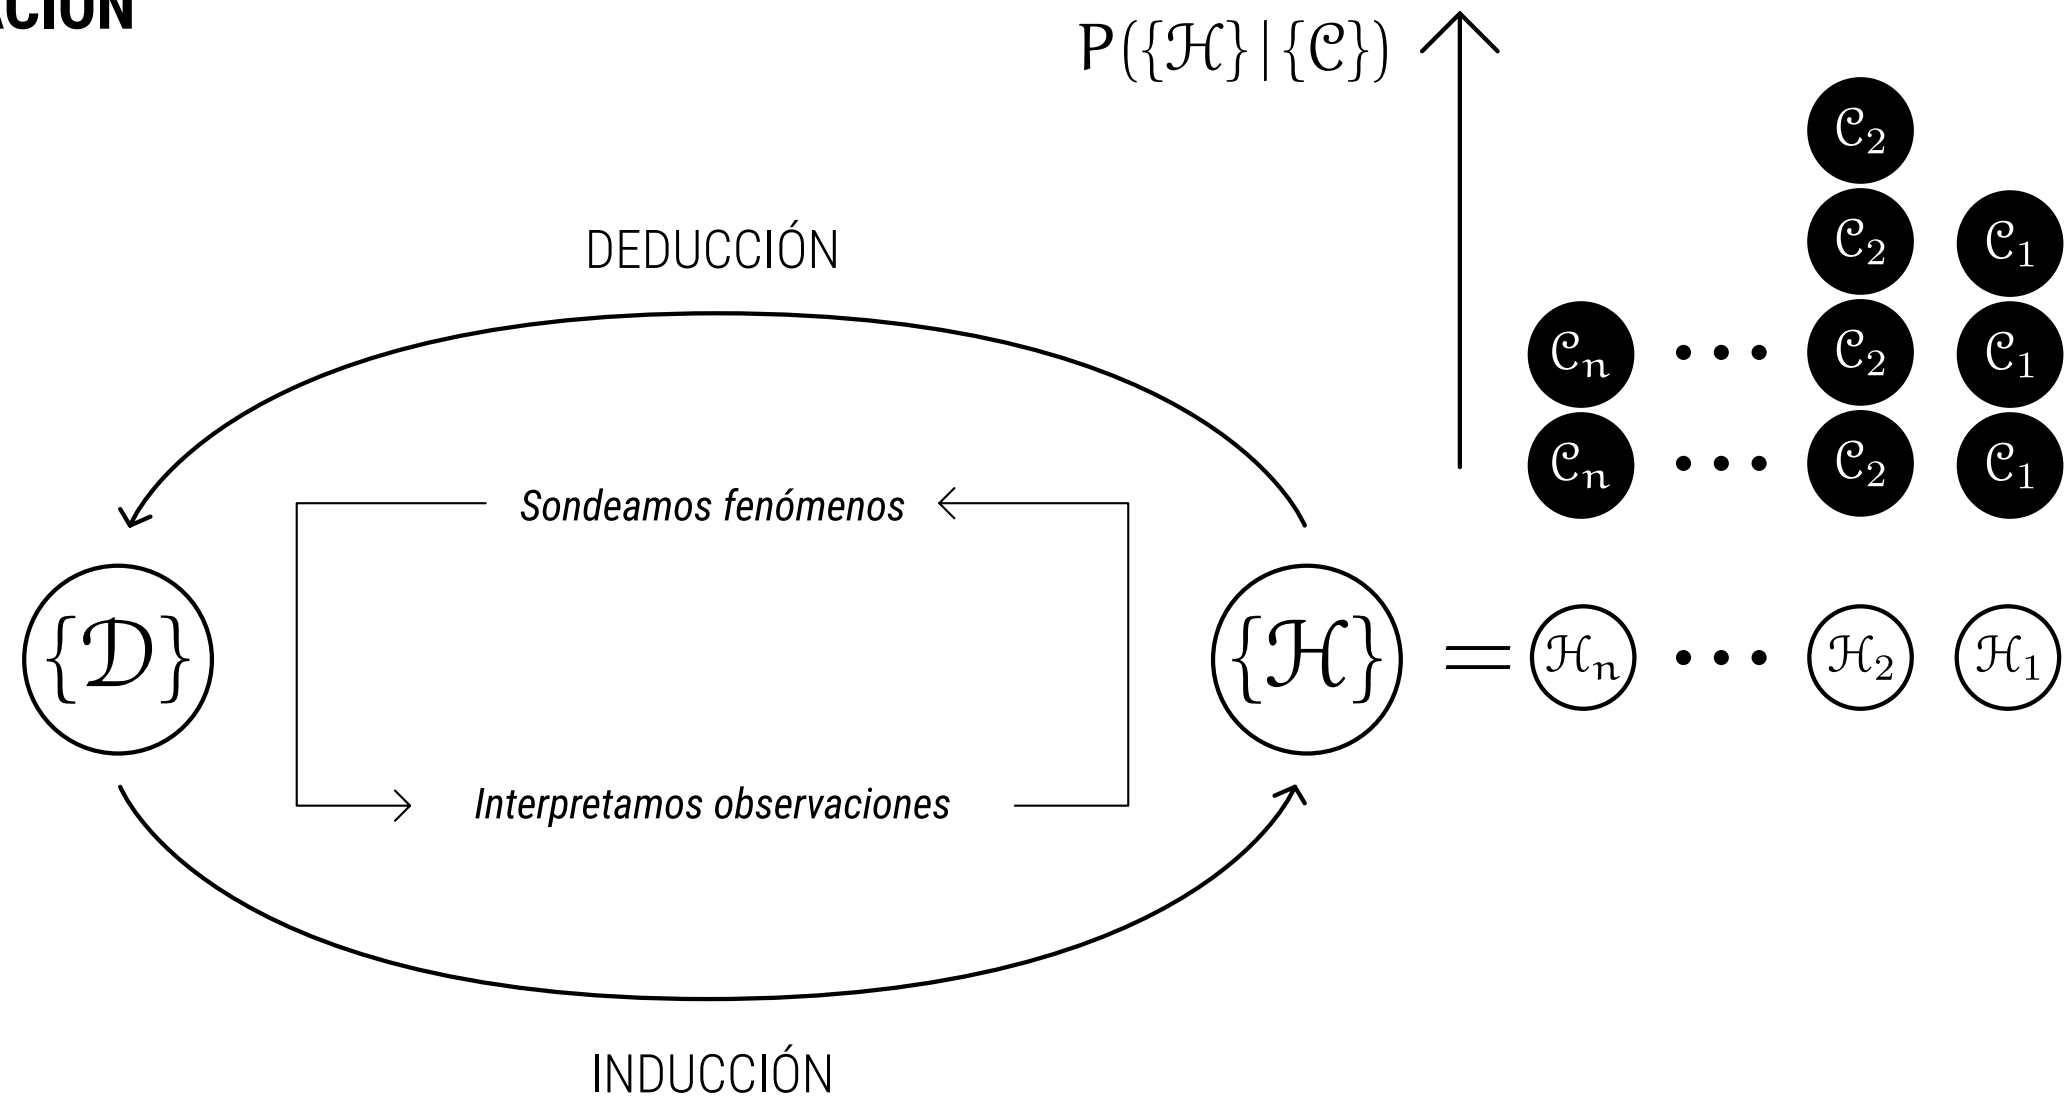 ACIÓN
P({ℋ}|{𝒞})
𝒞₂
DEDUCCIÓN
𝒞₂ 𝒞₁
𝒞ₙ ••• 𝒞₂ 𝒞₁
𝒞ₙ ••• 𝒞₂ 𝒞₁
Sondeamos fenómenos
{𝒟} {ℋ} = ℋₙ ••• ℋ₂ ℋ₁
Interpretamos observaciones
INDUCCIÓN